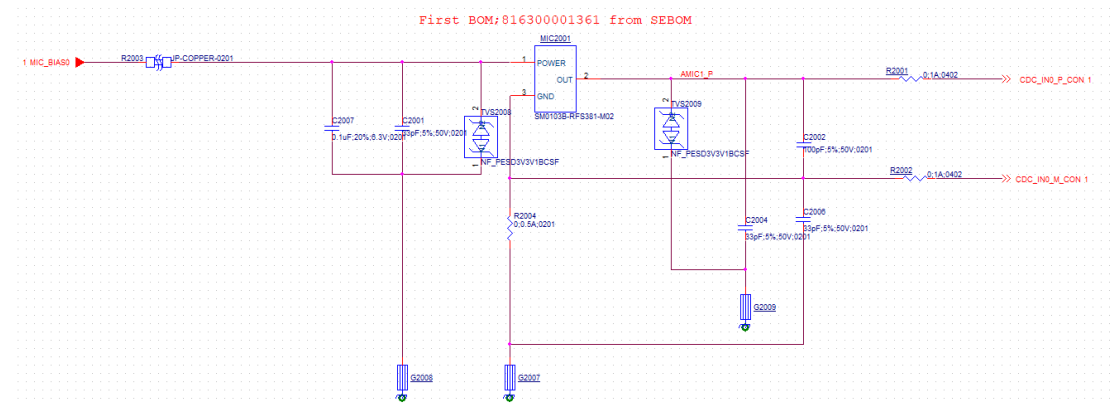 First BOM;816300001361 from SEBOM
MIC2001
1 MIC_BIAS0
R2003
JP-COPPER-0201
1
POWER
OUT
2
3
GND
SM0103B-RFS381-M02
AMIC1_P
R2001
0;1A;0402
CDC_IN0_P_CON 1
C2007
0.1uF;20%;6.3V;0201
C2001
33pF;5%;50V;0201
2
TVS2008
1
NF_PESD3V3V1BCSF
2
TVS2009
1
NF_PESD3V3V1BCSF
C2002
100pF;5%;50V;0201
R2002
0;1A;0402
CDC_IN0_M_CON 1
R2004
0;0.5A;0201
C2004
33pF;5%;50V;0201
C2006
33pF;5%;50V;0201
G2009
G2008
G2007